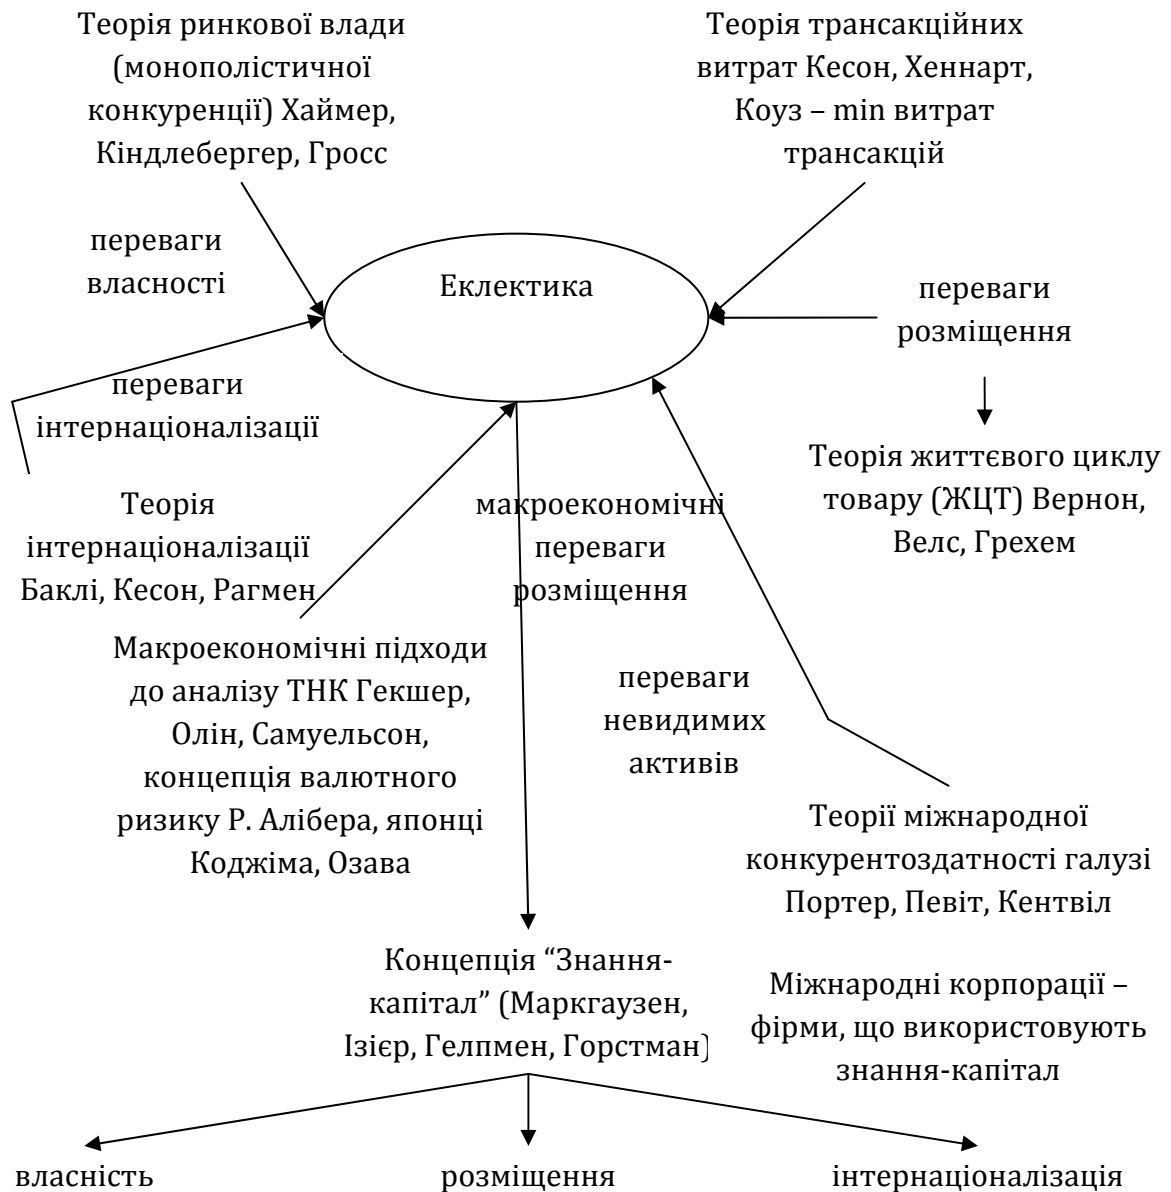 Теорія ринкової влади
(монополістичної
конкуренції) Хаймер,
Кіндлебергер, Гросс
Теорія трансакційних
витрат Кесон, Хеннарт,
Коуз – min витрат
трансакцій
переваги
власності
Еклектика
переваги
розміщення
переваги
інтернаціоналізації
Теорія життєвого циклу
товару (ЖЦТ) Вернон,
Велс, Грехем
Теорія
інтернаціоналізації
Баклі, Кесон, Рагмен
макроекономічні
переваги
розміщення
Макроекономічні підходи
до аналізу ТНК Гекшер,
Олін, Самуельсон,
концепція валютного
ризику Р. Алібера, японці
Коджіма, Озава
переваги
невидимих
активів
Теорії міжнародної
конкурентоздатності галузі
Портер, Певіт, Кентвіл
Концепція “Знання-
капітал” (Маркгаузен,
Ізієр, Гелпмен, Горстман)
Міжнародні корпорації –
фірми, що використовують
знання-капітал
власність
розміщення
інтернаціоналізація